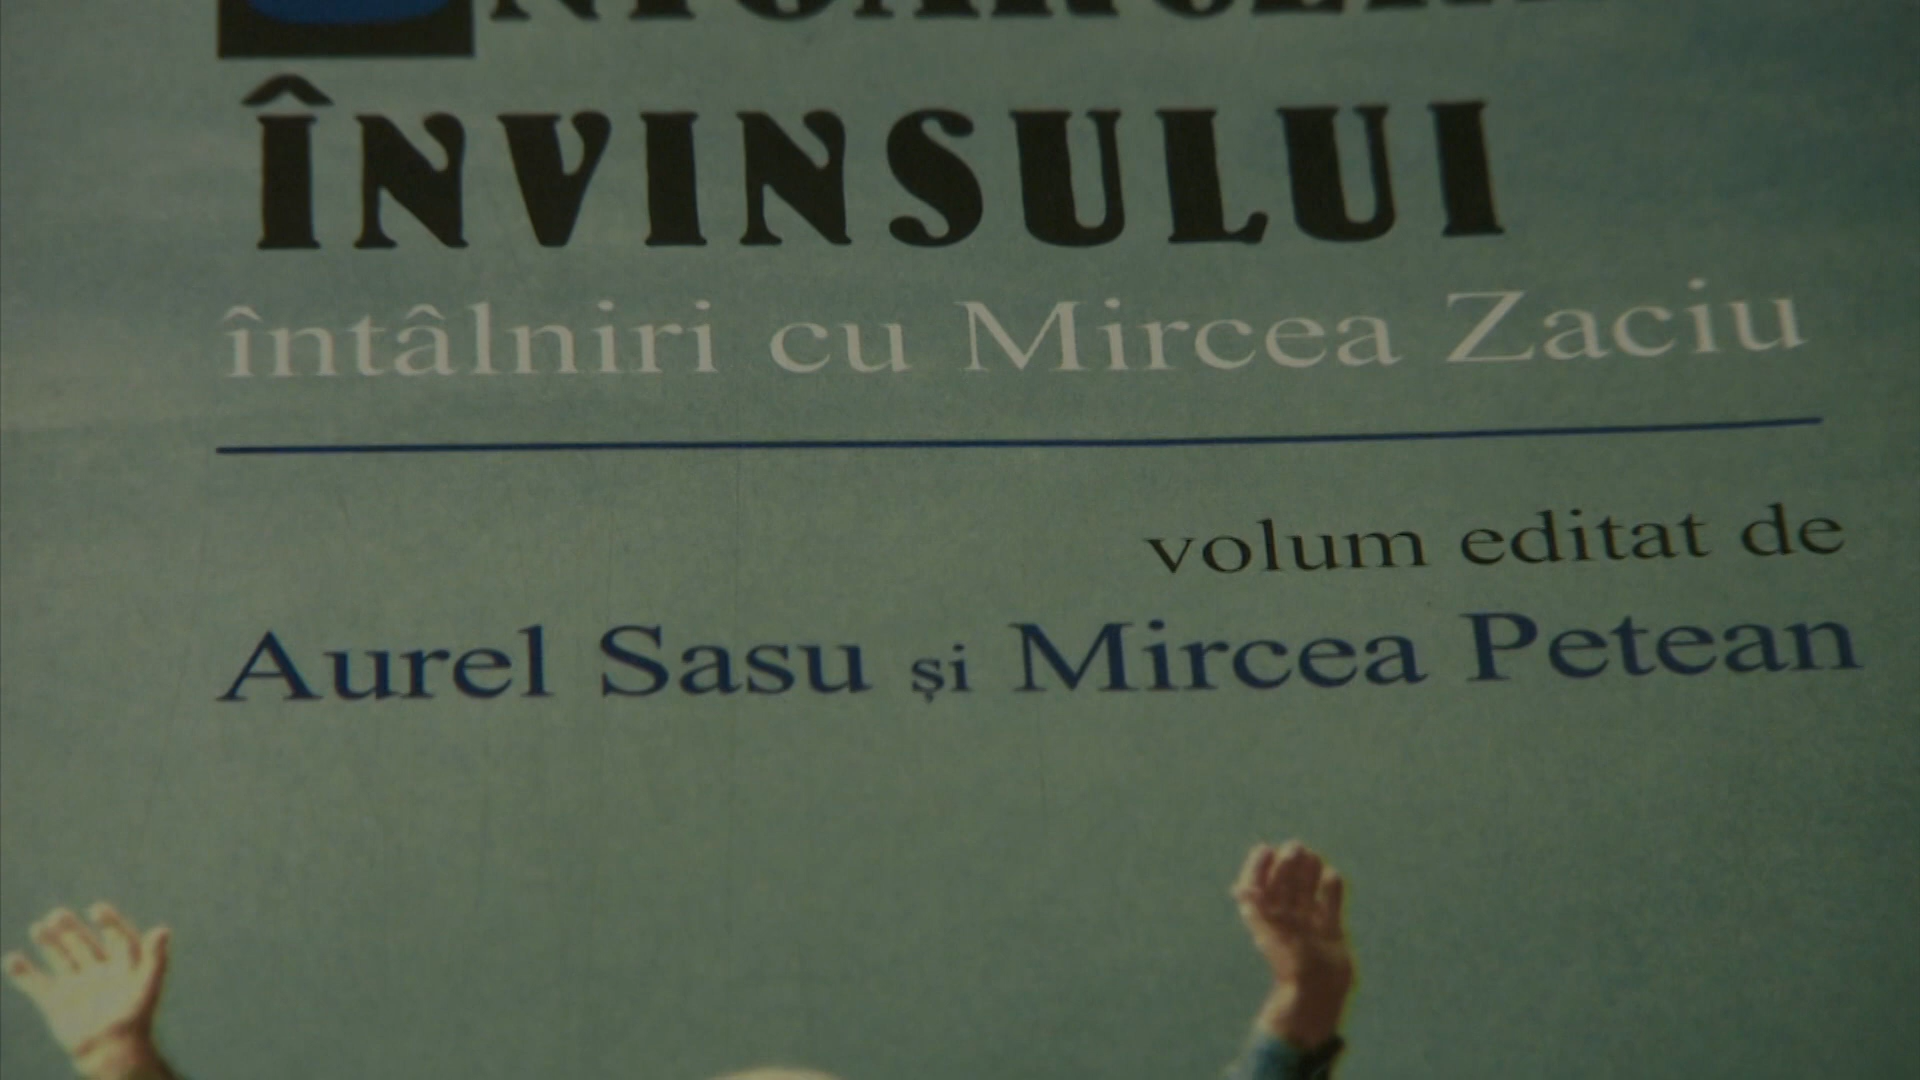 ÎNVINSULUI
întâlniri cu Mircea Zaciu
volum editat de
Aurel Sasu și Mircea Petean